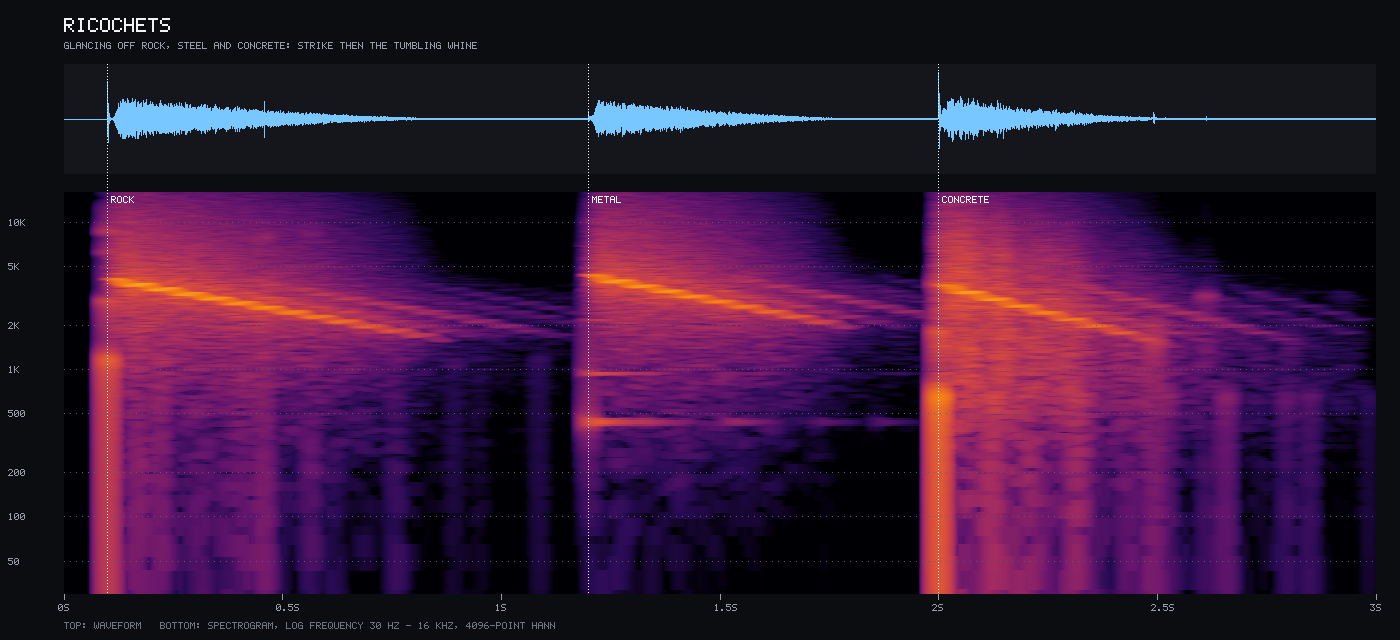 RICOCHETS
GLANCING OFF ROCK, STEEL AND CONCRETE: STRIKE THEN THE TUMBLING WHINE
ROCK METAL CONCRETE
10K
5K
2K
1K
500
200
100
50
0S 0.5S 1S 1.5S 2S 2.5S 3S
TOP: WAVEFORM BOTTOM: SPECTROGRAM, LOG FREQUENCY 30 HZ - 16 KHZ, 4096-POINT HANN